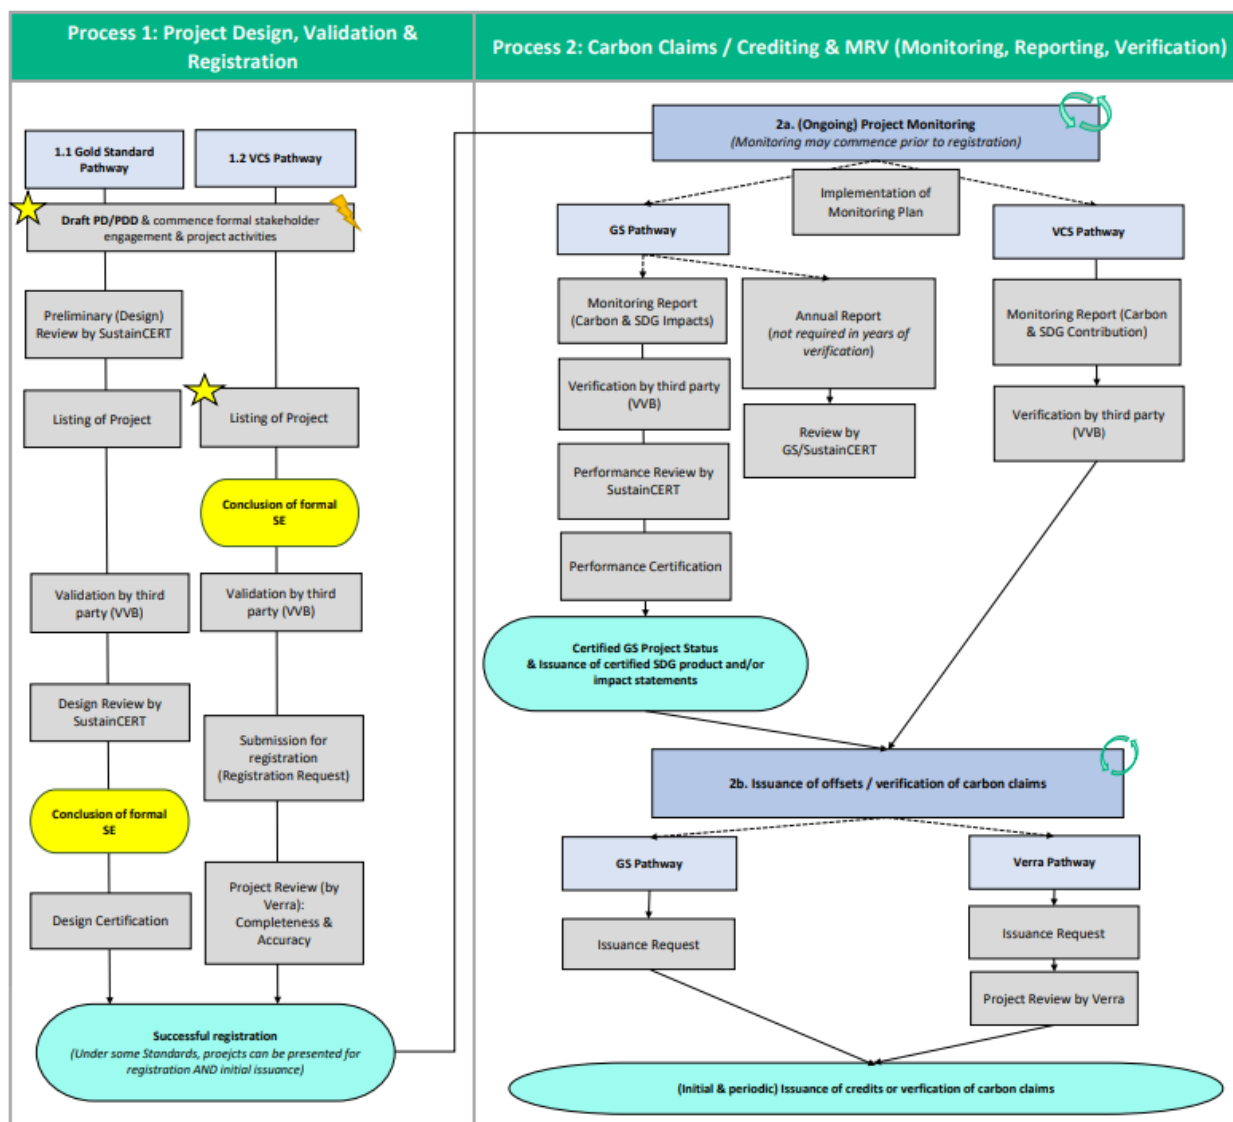 Process 1: Project Design, Validation &
Registration
Process 2: Carbon Claims / Crediting & MRV (Monitoring, Reporting, Verification)
1.1 Gold Standard
Pathway
1.2 VCS Pathway
Draft PD/PDD & commence formal stakeholder
engagement & project activities
Preliminary (Design)
Review by SustainCERT
Listing of Project
Listing of Project
Conclusion of formal
SE
Validation by third
party (VVB)
Validation by third
party (VVB)
Design Review by
SustainCERT
Submission for
registration
(Registration Request)
Conclusion of formal
SE
Project Review (by
Verra):
Completeness &
Accuracy
Design Certification
Successful registration
(Under some Standards, proejcts can be presented for
registration AND initial issuance)
2a. (Ongoing) Project Monitoring
(Monitoring may commence prior to registration)
Implementation of
Monitoring Plan
GS Pathway
VCS Pathway
Monitoring Report
(Carbon & SDG Impacts)
Annual Report
(not required in years of
verification)
Monitoring Report (Carbon
& SDG Contribution)
Verification by third party
(VVB)
Review by
GS/SustainCERT
Verification by third party
(VVB)
Performance Review by
SustainCERT
Performance Certification
Certified GS Project Status
& Issuance of certified SDG product and/or
impact statements
2b. Issuance of offsets / verification of carbon claims
GS Pathway
Verra Pathway
Issuance Request
Issuance Request
Project Review by Verra
(Initial & periodic) Issuance of credits or verfication of carbon claims